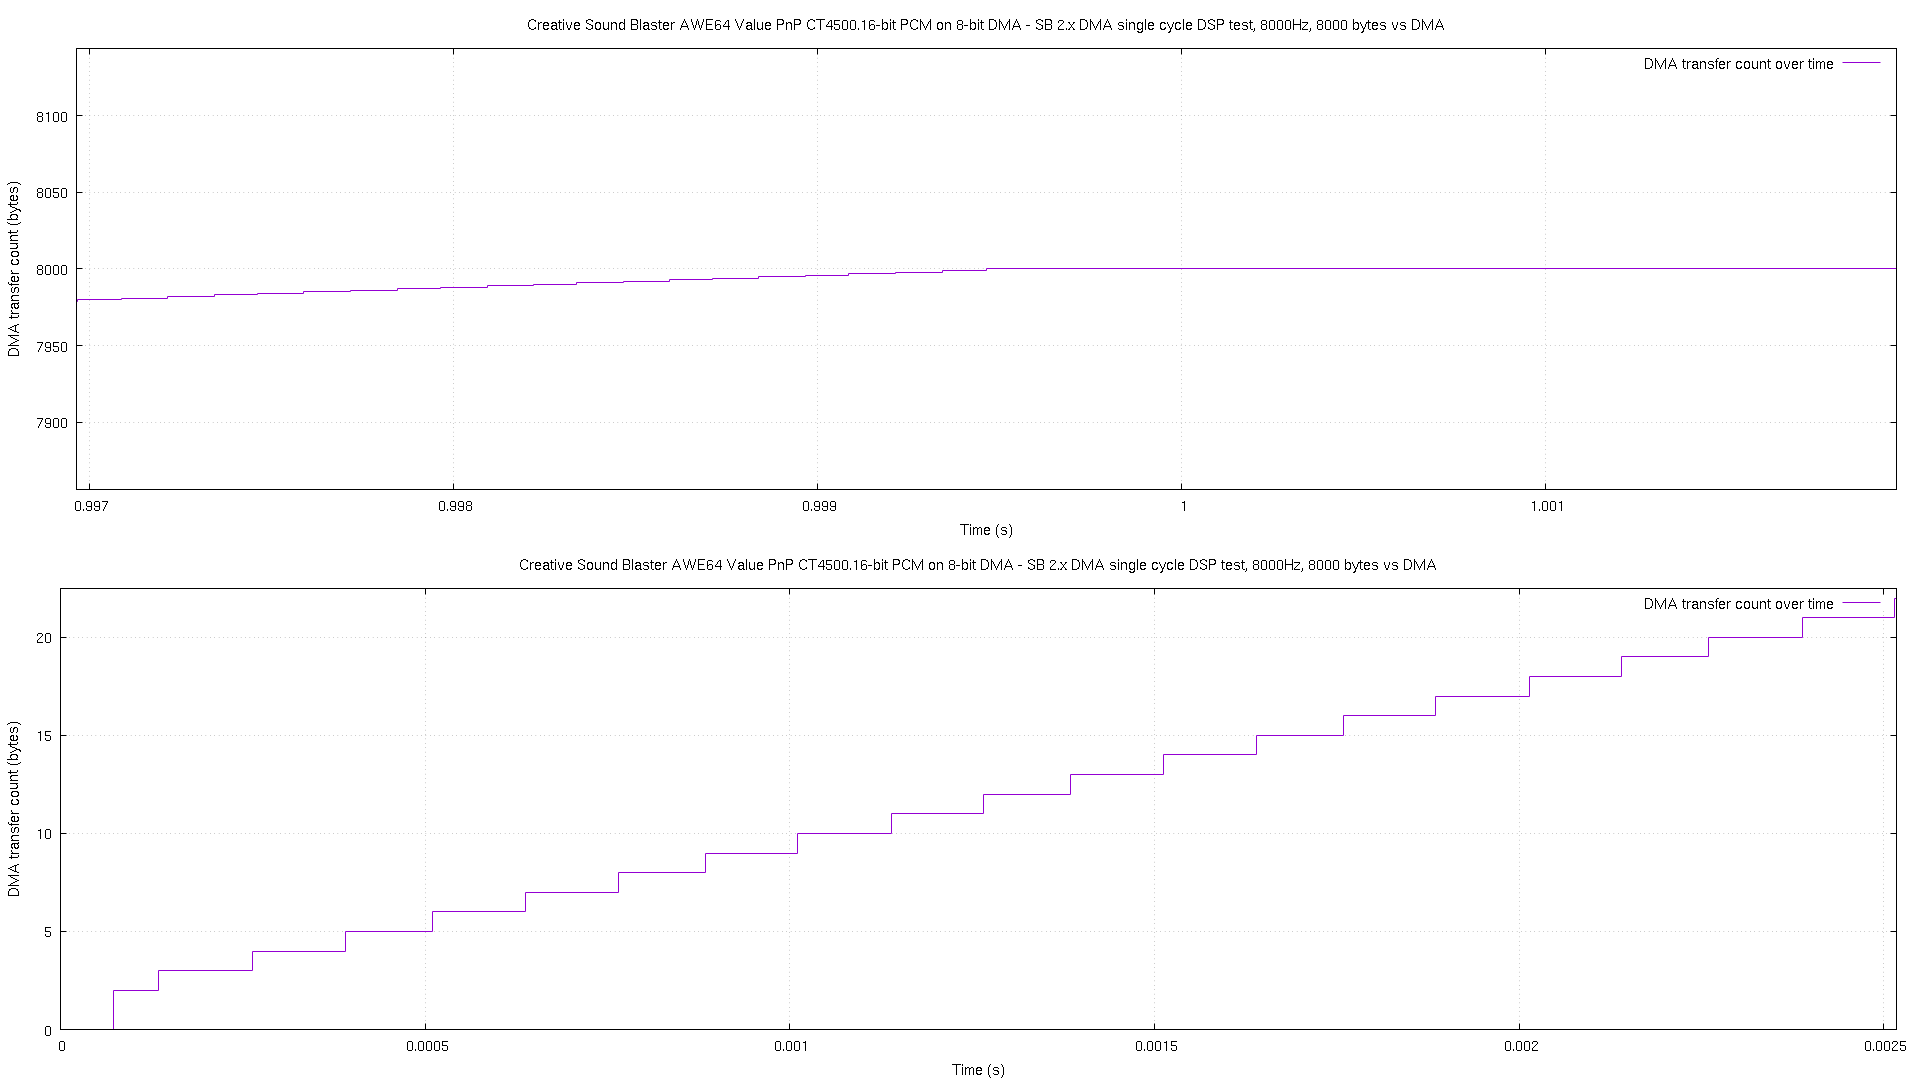 Creative Sound Blaster AWE64 Value PnP CT4500.16-bit PCM on 8-bit DMA - SB 2.x DMA single cycle DSP test, 8000Hz, 8000 bytes vs DMA
DMA transfer count over time
8100
8050
8000
7950
7900
DMA transfer count (bytes)
0.997 0.998 0.999 1 1.001
Time (s)
Creative Sound Blaster AWE64 Value PnP CT4500.16-bit PCM on 8-bit DMA - SB 2.x DMA single cycle DSP test, 8000Hz, 8000 bytes vs DMA
DMA transfer count over time
20
15
10
5
0
DMA transfer count (bytes)
0 0.0005 0.001 0.0015 0.002 0.0025
Time (s)